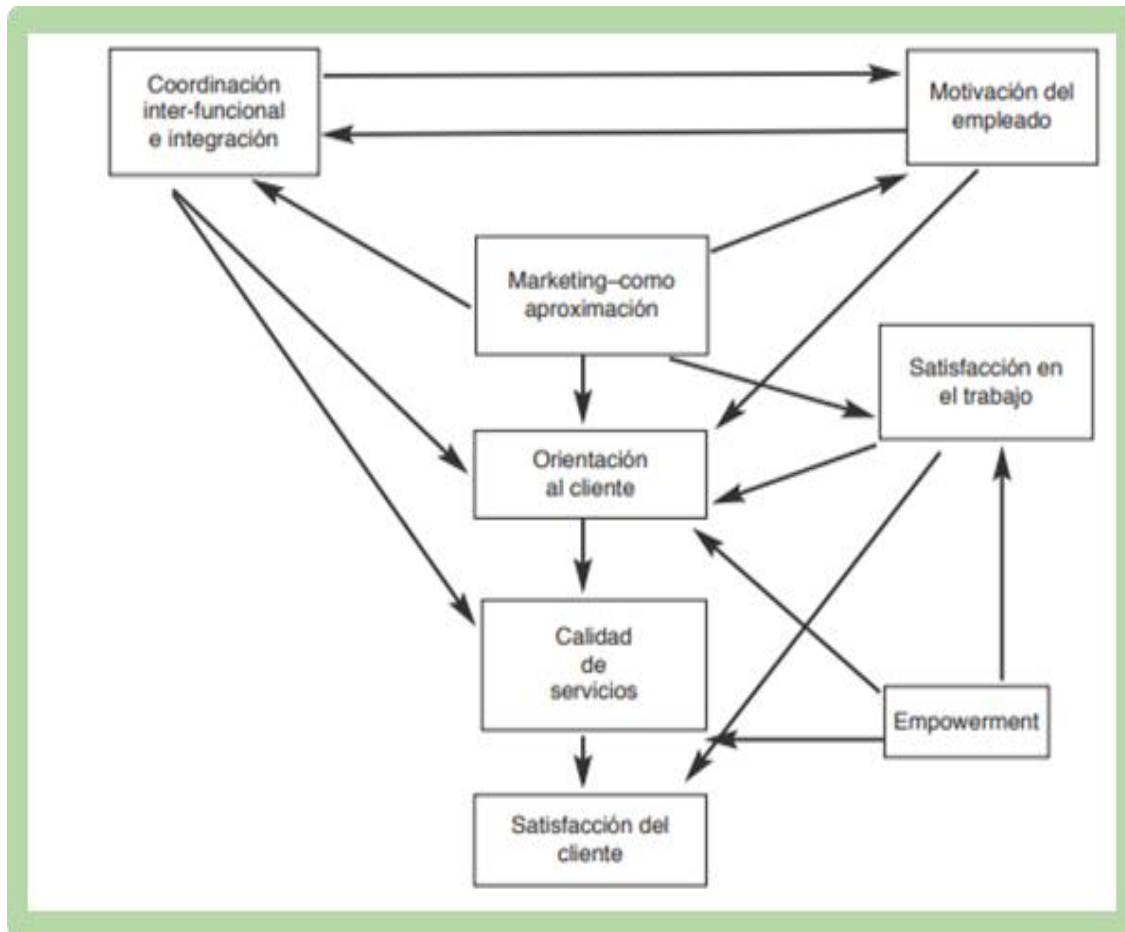 Coordinación
inter-funcional
e integración
Motivación del
empleado
Marketing–como
aproximación
Satisfacción en
el trabajo
Orientación
al cliente
Calidad
de
servicios
Empowerment
Satisfacción del
cliente